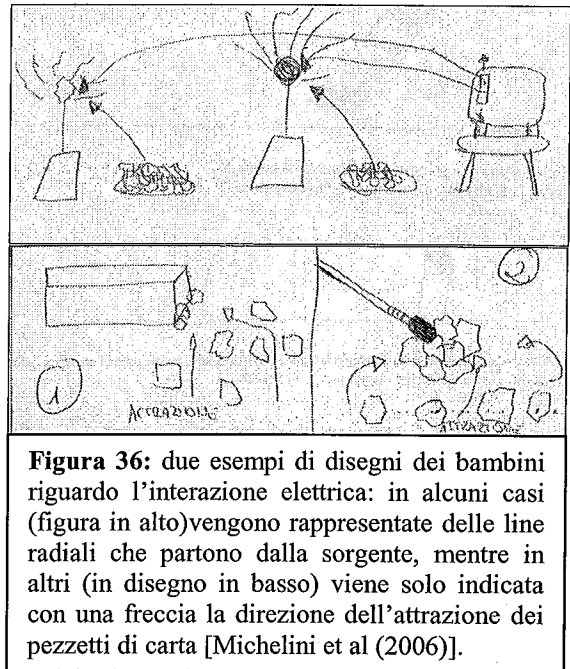 1
ATTRAZIONE
2
ATTRAZIONE
Figura 36: due esempi di disegni dei bambini
riguardo l’interazione elettrica: in alcuni casi
(figura in alto)vengono rappresentate delle line
radiali che partono dalla sorgente, mentre in
altri (in disegno in basso) viene solo indicata
con una freccia la direzione dell’attrazione dei
pezzetti di carta [Michelini et al (2006)].